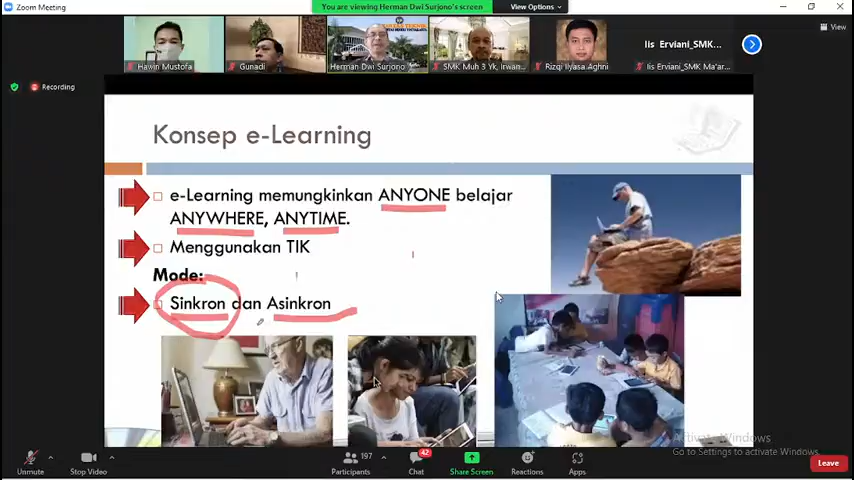 Zoom Meeting
You are viewing Herman Dwi Surjono's screen
View Options
Hawin Mustofa
Gunadi
Herman Dwi Surjono
SMK Muh 3 Yk, Irwan...
Rizqi Ilyasa Aghni
Iis Erviani_SMK...
Iis Erviani_SMK Ma'ar...
View
Recording
Konsep e-Learning
e-Learning memungkinkan ANYONE belajar
ANYWHERE, ANYTIME.
Menggunakan TIK
Mode:
Sinkron dan Asinkron
Activate Windows
Go to Settings to activate Windows.
Unmute
Stop Video
197
Participants
42
Chat
Share Screen
Reactions
Apps
Leave